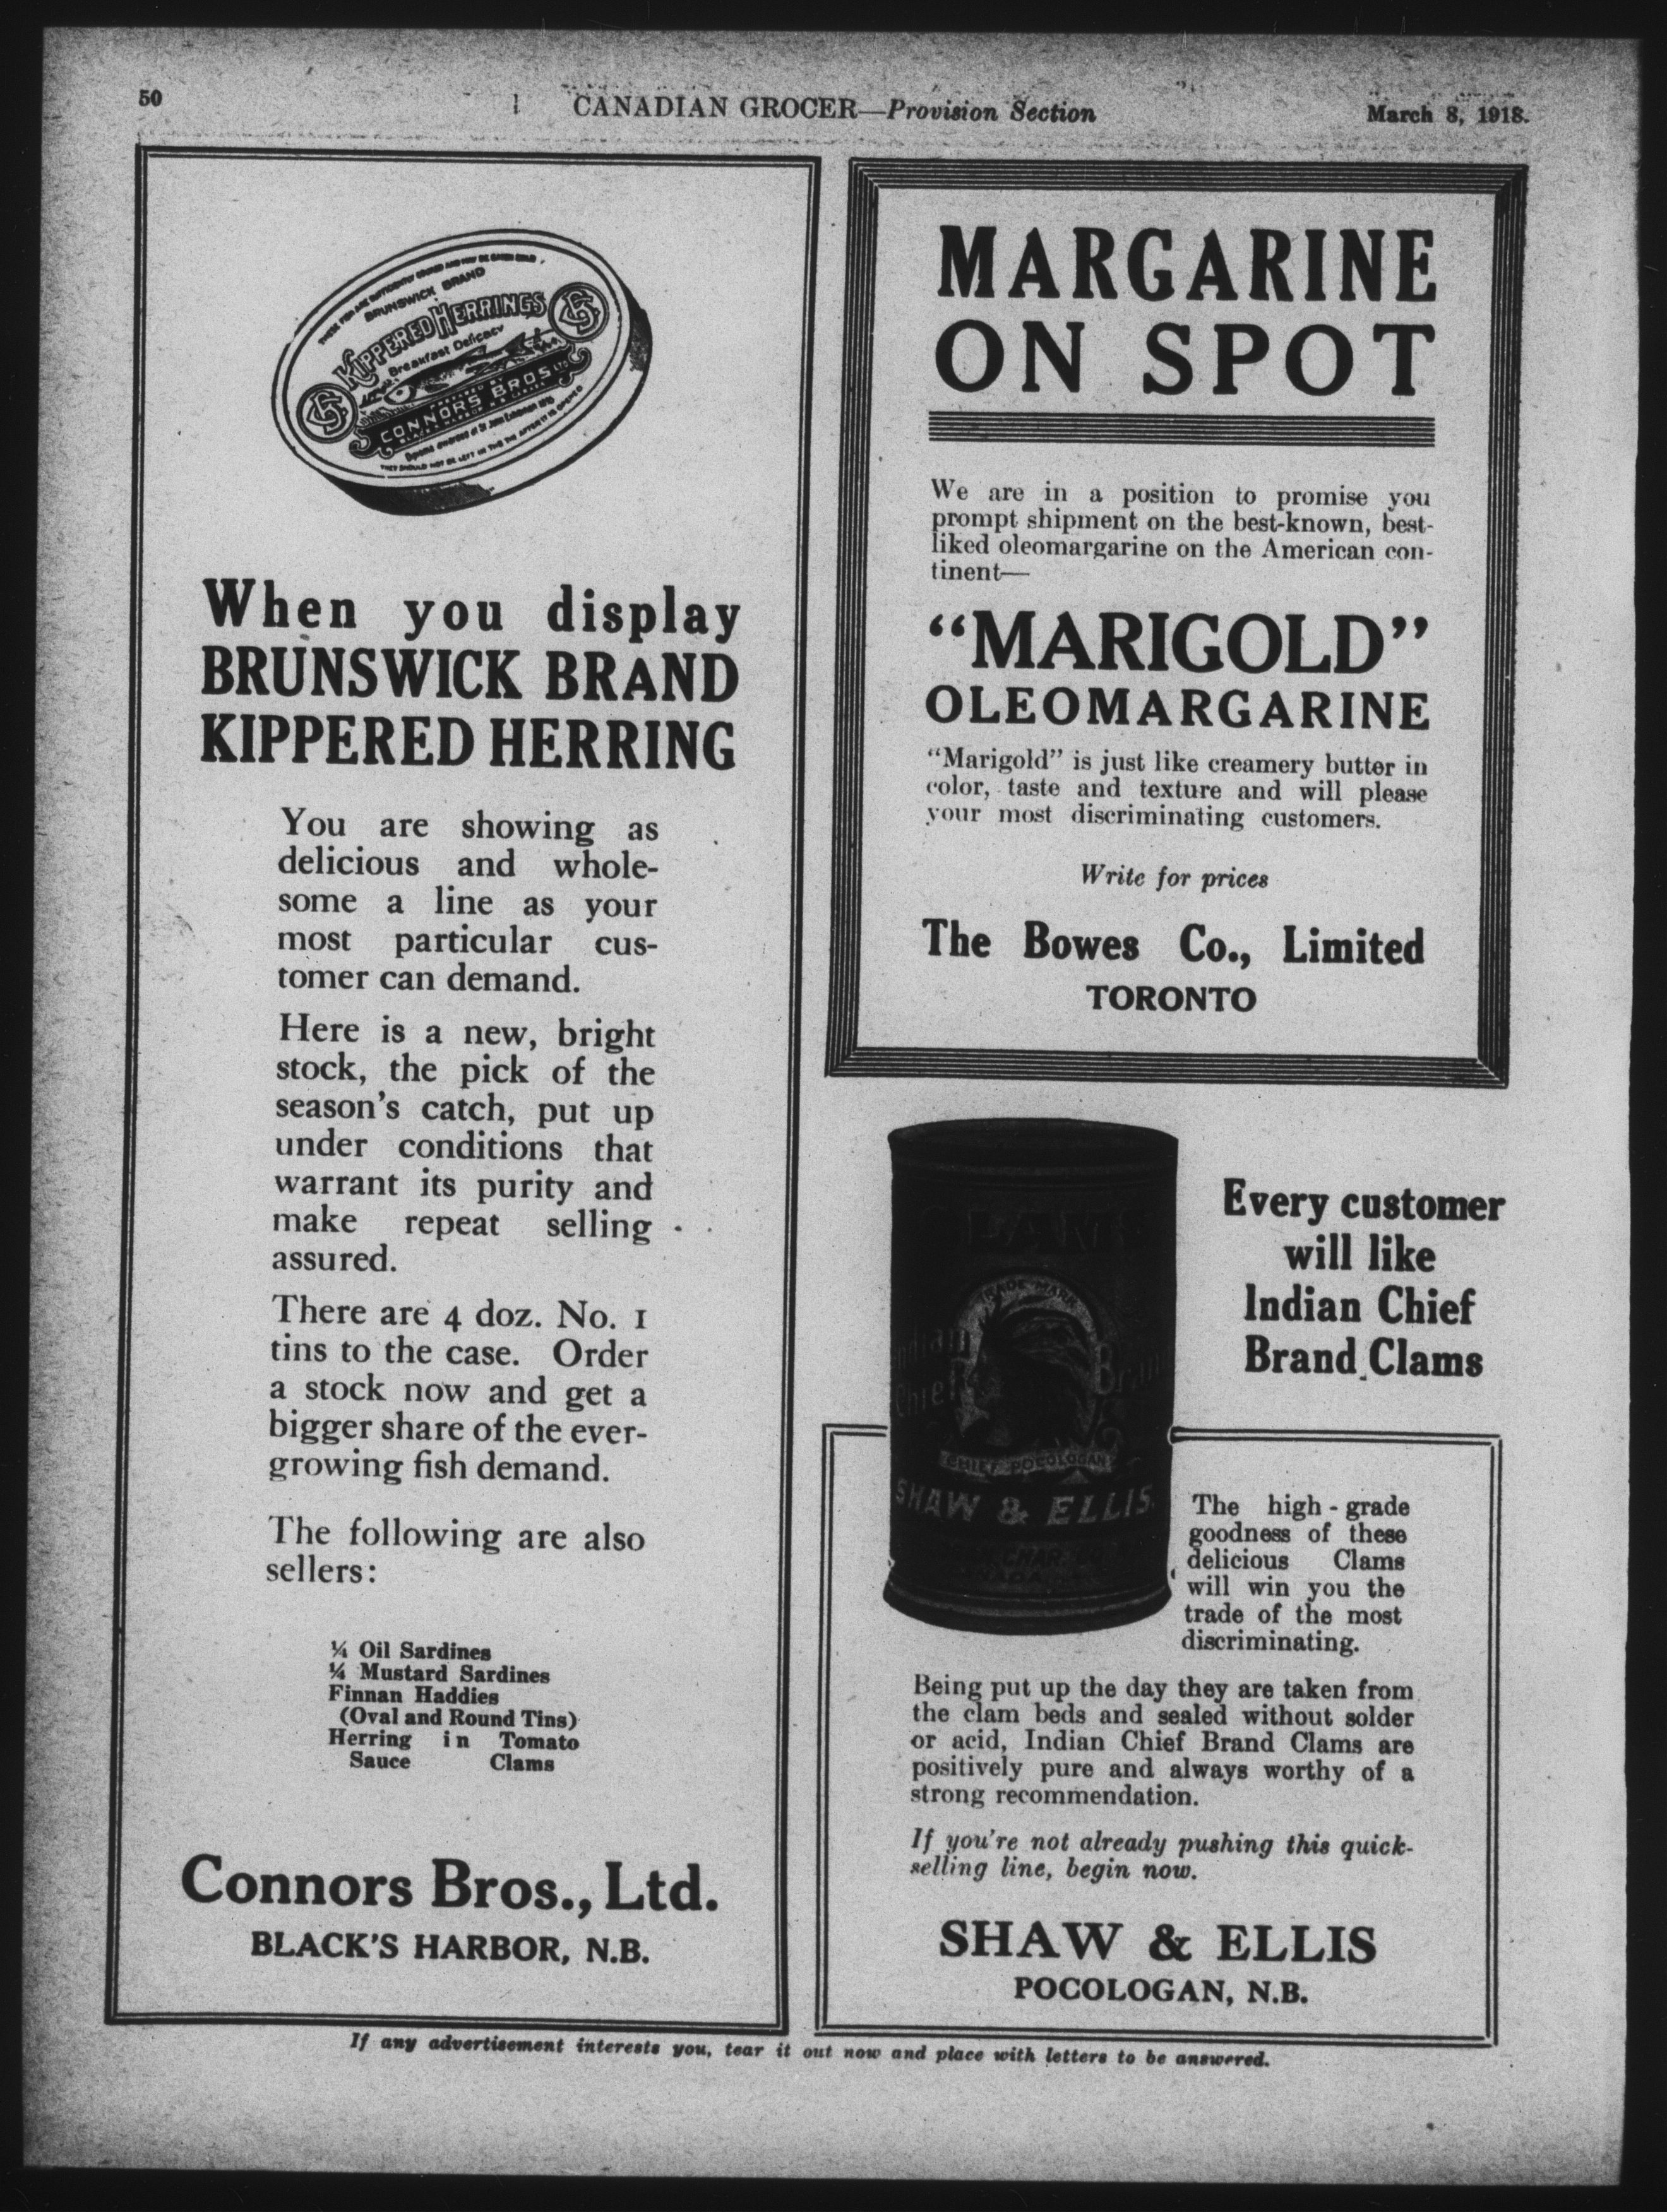 50
CANADIAN GROCER—Provision Section
March 8, 1918.
BRUNSWICK BRAND
KIPPERED HERRINGS
Breakfast Delicacy
CONNORS BROS LTD
THEY SHOULD NOT BE LEFT IN THE TIN AFTER IT IS OPENED
When you display
BRUNSWICK BRAND
KIPPERED HERRING
You are showing as
delicious and whole-
some a line as your
most particular cus-
tomer can demand.
Here is a new, bright
stock, the pick of the
season's catch, put up
under conditions that
warrant its purity and
make repeat selling
assured.
There are 4 doz. No. 1
tins to the case. Order
a stock now and get a
bigger share of the ever-
growing fish demand.
The following are also
sellers:
¼ Oil Sardines
¼ Mustard Sardines
Finnan Haddies
(Oval and Round Tins)
Herring in Tomato
Sauce Clams
Connors Bros., Ltd.
BLACK'S HARBOR, N.B.
MARGARINE
ON SPOT
We are in a position to promise you
prompt shipment on the best-known, best-
liked oleomargarine on the American con-
tinent—
"MARIGOLD"
OLEOMARGARINE
"Marigold" is just like creamery butter in
color, taste and texture and will please
your most discriminating customers.
Write for prices
The Bowes Co., Limited
TORONTO
CLAMS
TRADE MARK
Indian Brand
Chief
CHIEF POCOLOGAN
SHAW & ELLIS
Every customer
will like
Indian Chief
Brand Clams
The high-grade
goodness of these
delicious Clams
will win you the
trade of the most
discriminating.
Being put up the day they are taken from
the clam beds and sealed without solder
or acid, Indian Chief Brand Clams are
positively pure and always worthy of a
strong recommendation.
If you're not already pushing this quick-
selling line, begin now.
SHAW & ELLIS
POCOLOGAN, N.B.
If any advertisement interests you, tear it out now and place with letters to be answered.